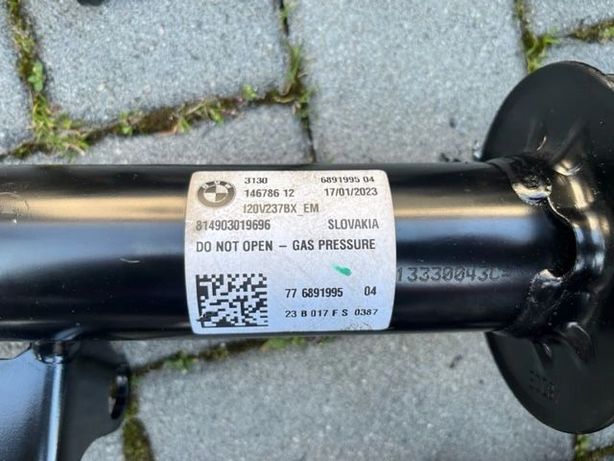 3130 6891995 04
146786 12 17/01/2023
I20V237BX_EM
814903019696 SLOVAKIA
DO NOT OPEN - GAS PRESSURE
77 6891995 04
23 B 017 F S 0387
13330043C